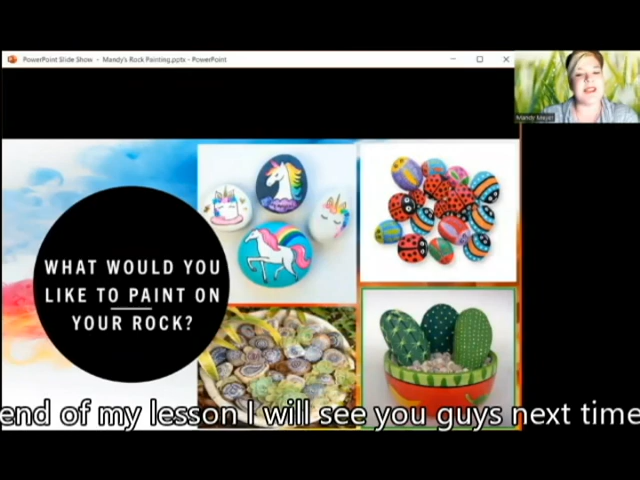 PowerPoint Slide Show - Mandy's Rock Painting.pptx - PowerPoint
Mandy Mejet
WHAT WOULD YOU
LIKE TO PAINT ON
YOUR ROCK?
end of my lesson I will see you guys next time